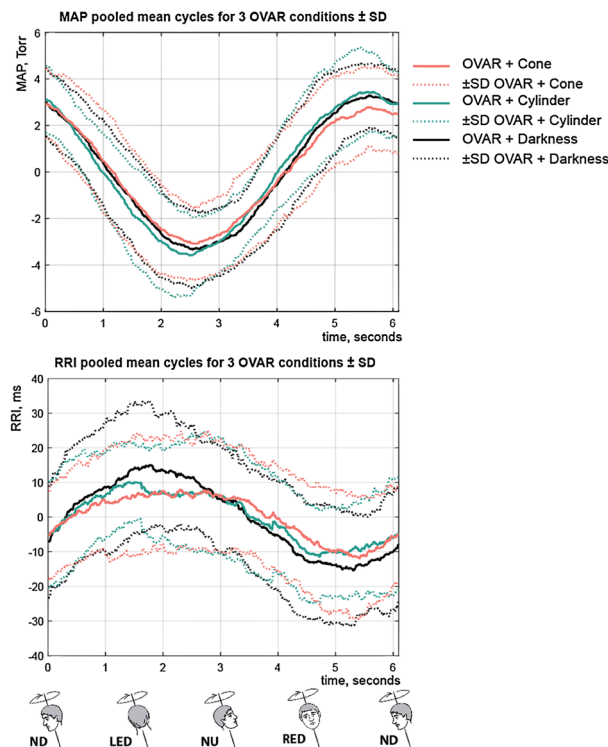 MAP pooled mean cycles for 3 OVAR conditions ± SD
MAP, Torr
6
4
2
0
-2
-4
-6
0 1 2 3 4 5 6
time, seconds
OVAR + Cone
±SD OVAR + Cone
OVAR + Cylinder
±SD OVAR + Cylinder
OVAR + Darkness
±SD OVAR + Darkness
RRI pooled mean cycles for 3 OVAR conditions ± SD
RRI, ms
40
30
20
10
0
-10
-20
-30
-40
0 1 2 3 4 5 6
time, seconds
ND LED NU RED ND